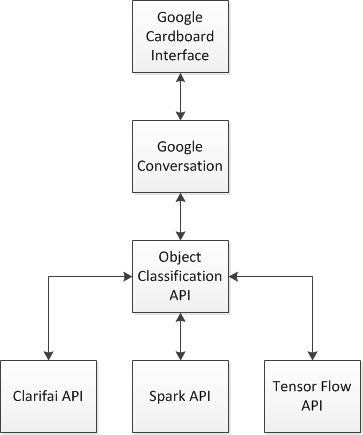 Google
Cardboard
Interface
Google
Conversation
Object
Classification
API
Clarifai API
Spark API
Tensor Flow
API